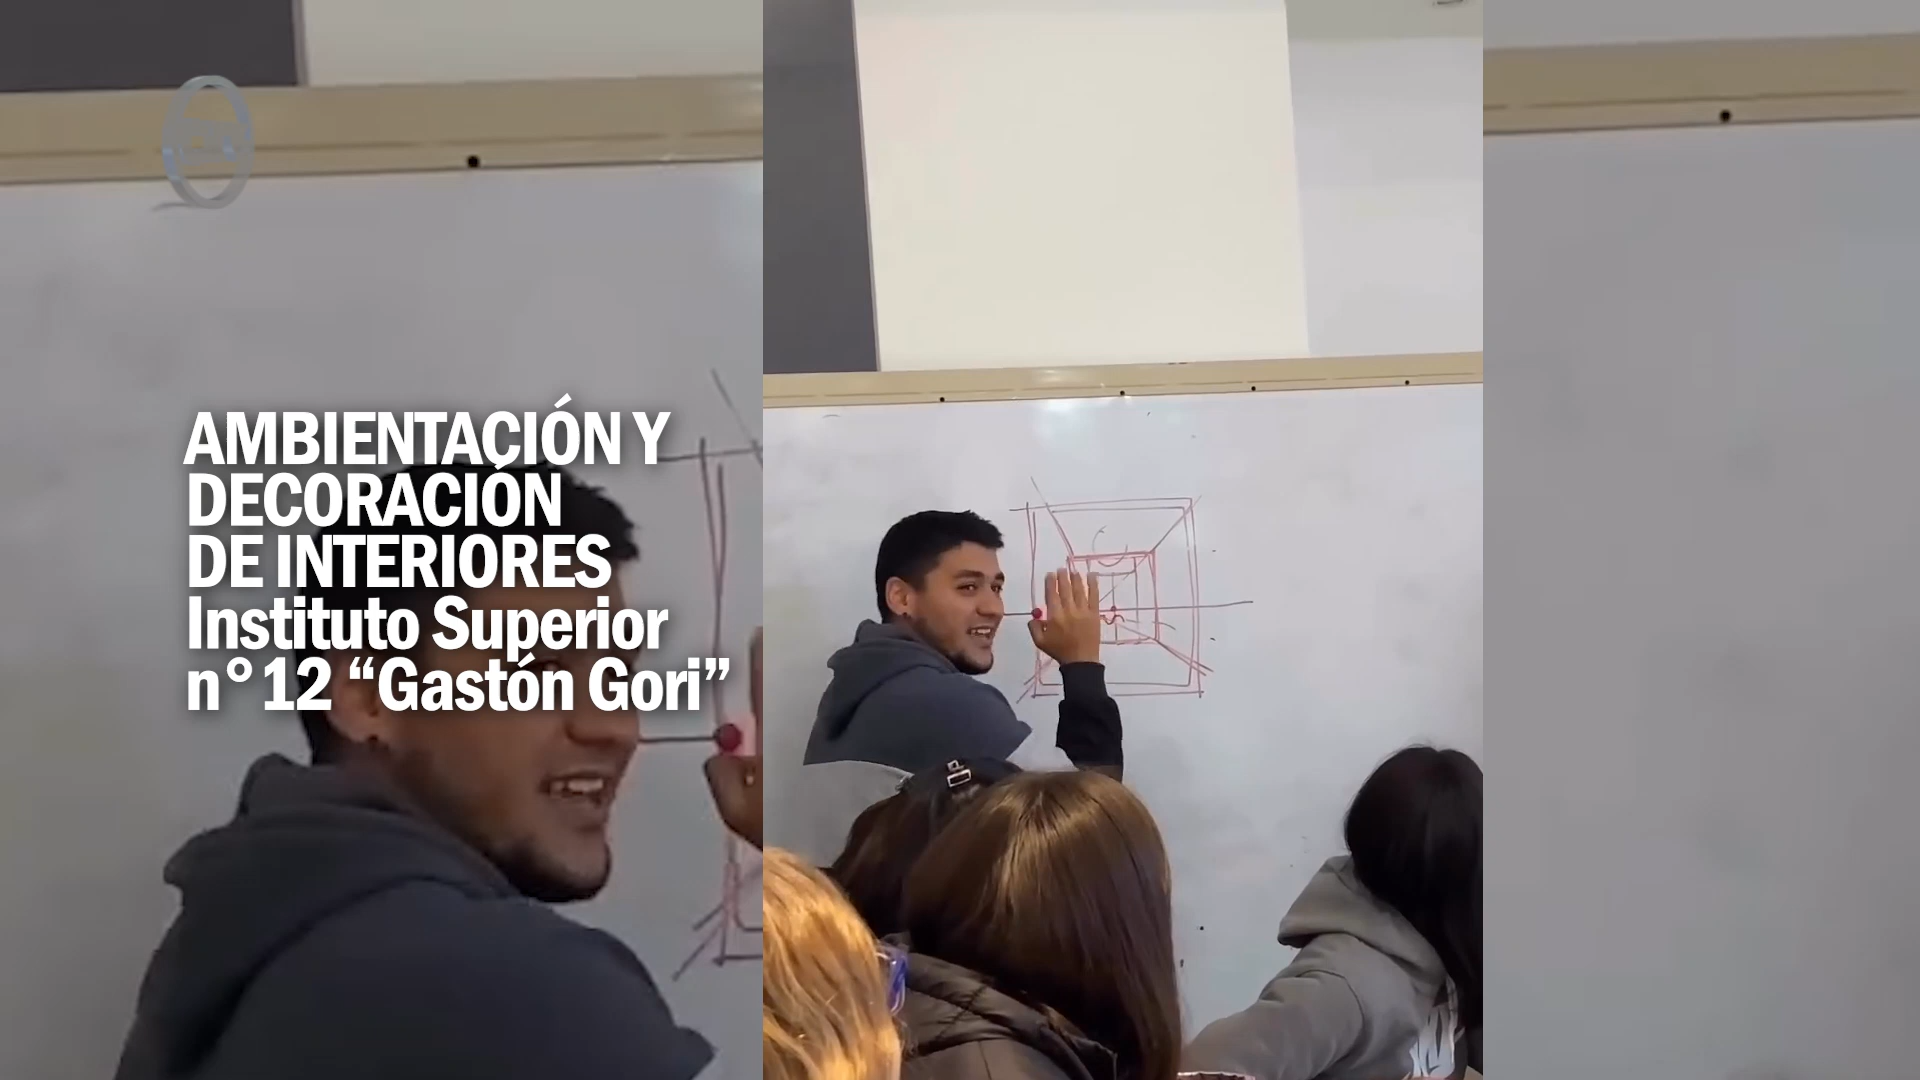 AMBIENTACIÓN Y
DECORACIÓN
DE INTERIORES
Instituto Superior
n°12 “Gastón Gori”